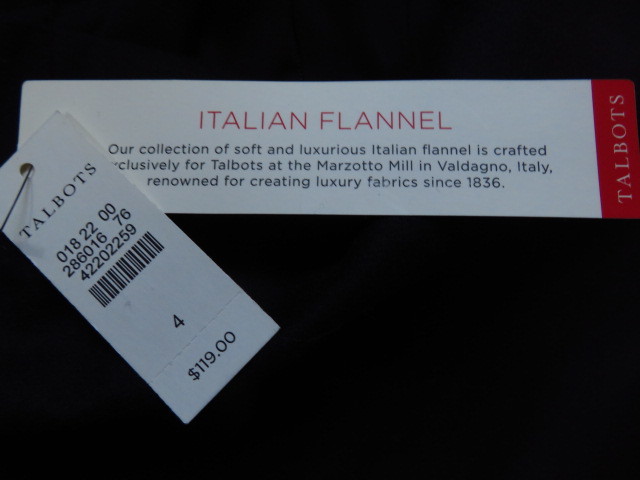 ITALIAN FLANNEL
Our collection of soft and luxurious Italian flannel is crafted
xclusively for Talbots at the Marzotto Mill in Valdagno, Italy,
renowned for creating luxury fabrics since 1836.
TALBOTS
TALBOTS
018 22 00
286016 76
42202259
4
$119.00